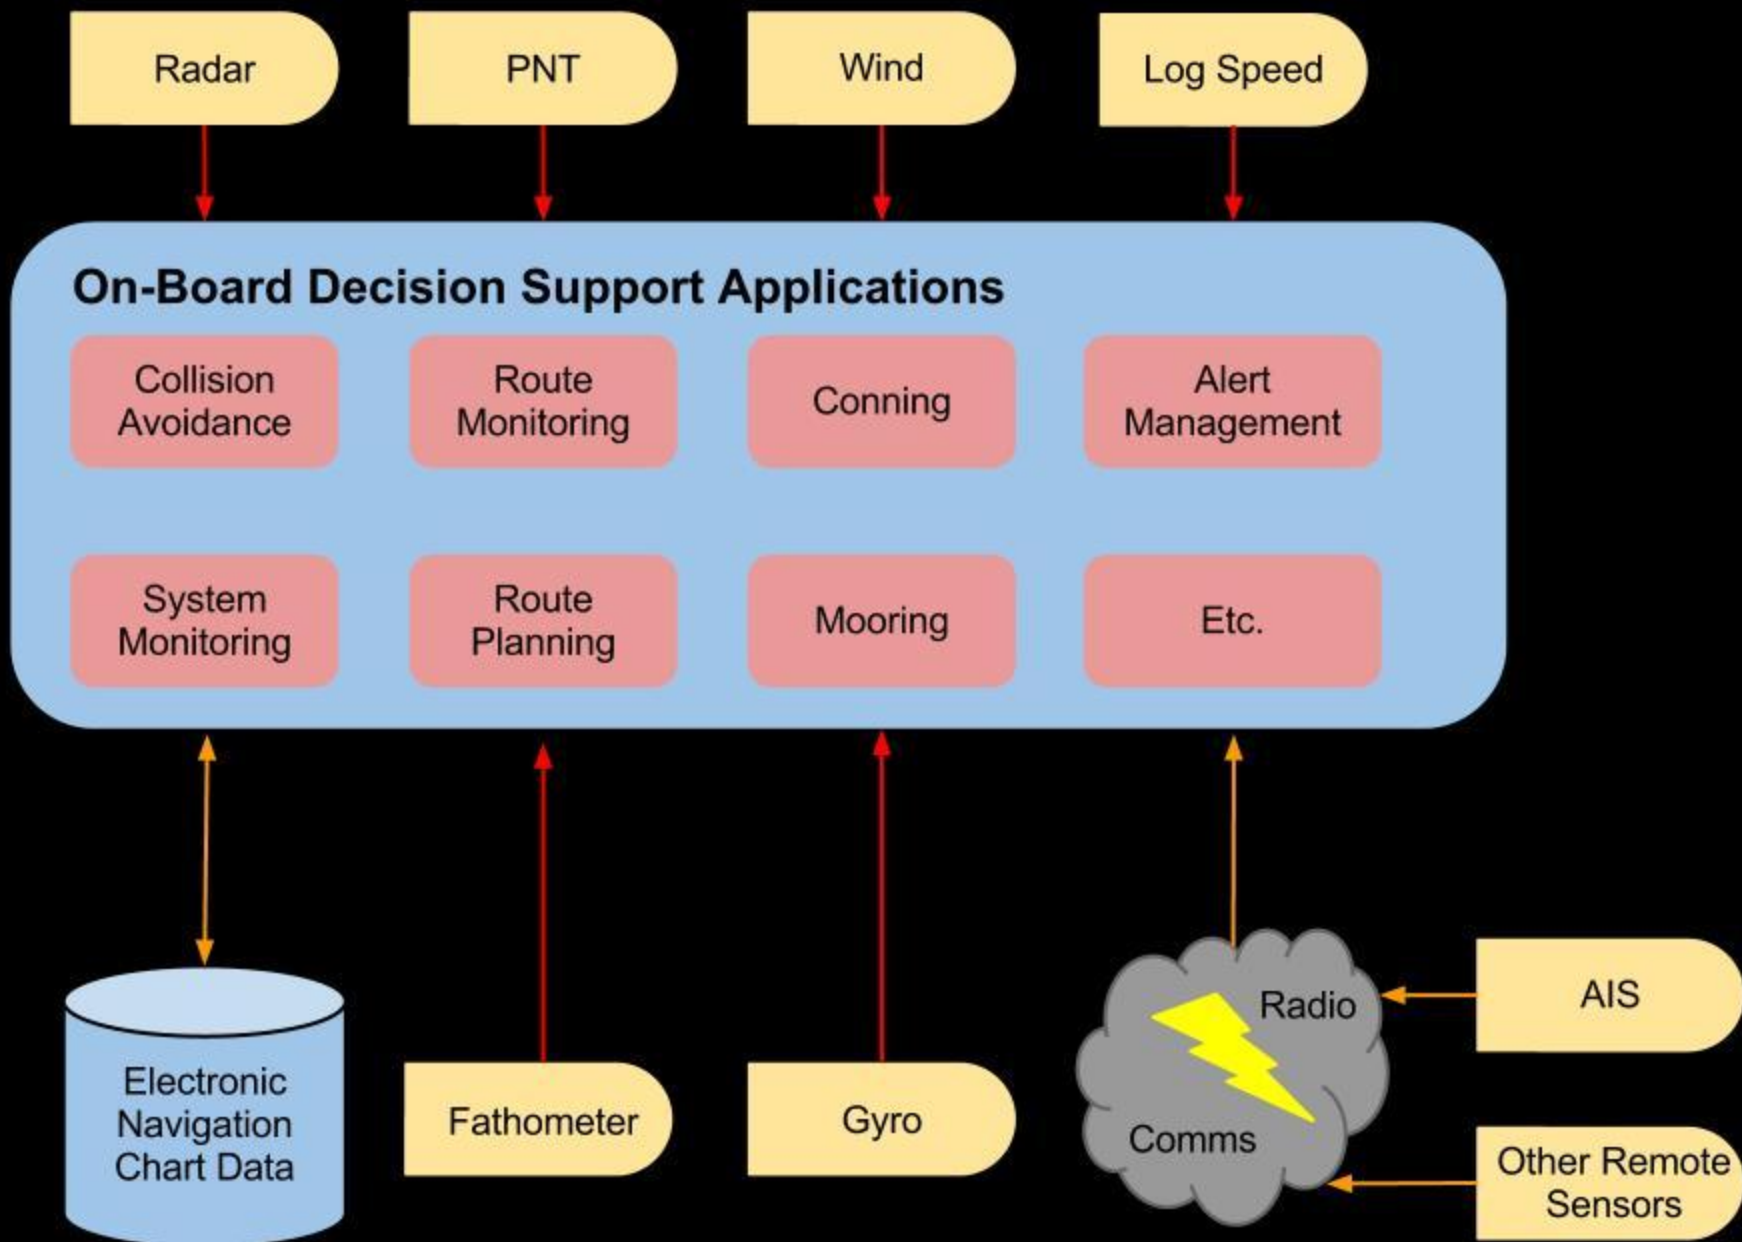 Radar
PNT
Wind
Log Speed
On-Board Decision Support Applications
Collision
Avoidance
Route
Monitoring
Conning
Alert
Management
System
Monitoring
Route
Planning
Mooring
Etc.
Electronic
Navigation
Chart Data
Fathometer
Gyro
Radio
Comms
AIS
Other Remote
Sensors